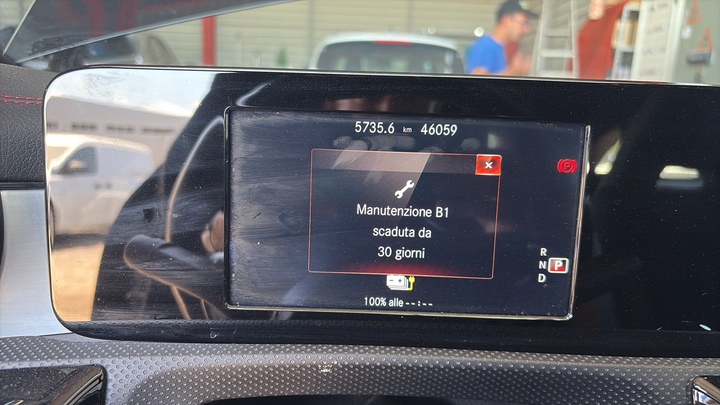 5735.6 km 46059
Manutenzione B1
scaduta da
30 giorni
R
N P
D
100% alle --:--